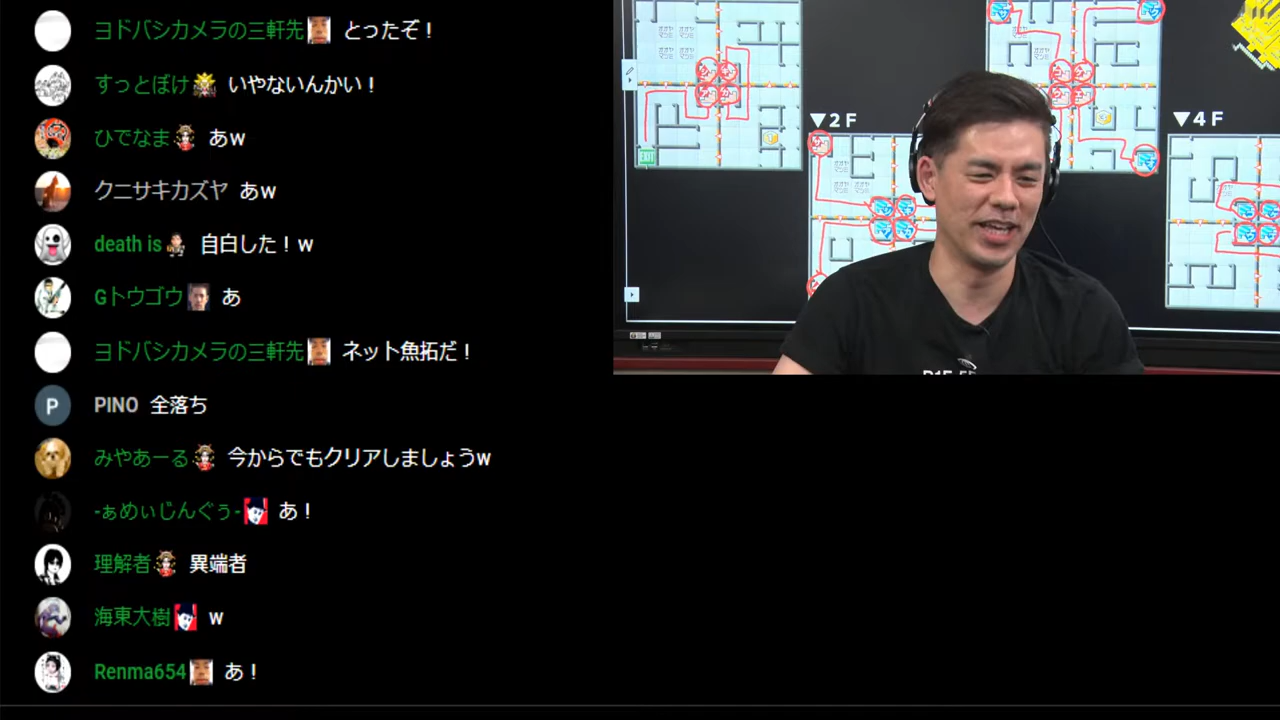 ヨドバシカメラの三軒先 とったぞ！
すっとぼけ いやないんかい！
ひでなま あw
クニサキカズヤ あw
death is 自白した！w
Gトウゴウ あ
ヨドバシカメラの三軒先 ネット魚拓だ！
P
PINO 全落ち
みやあーる 今からでもクリアしましょうw
-ぁめぃじんぐぅ- あ！
理解者 異端者
海東大樹 w
Renma654 あ！
▼2F
▼4F
EXIT